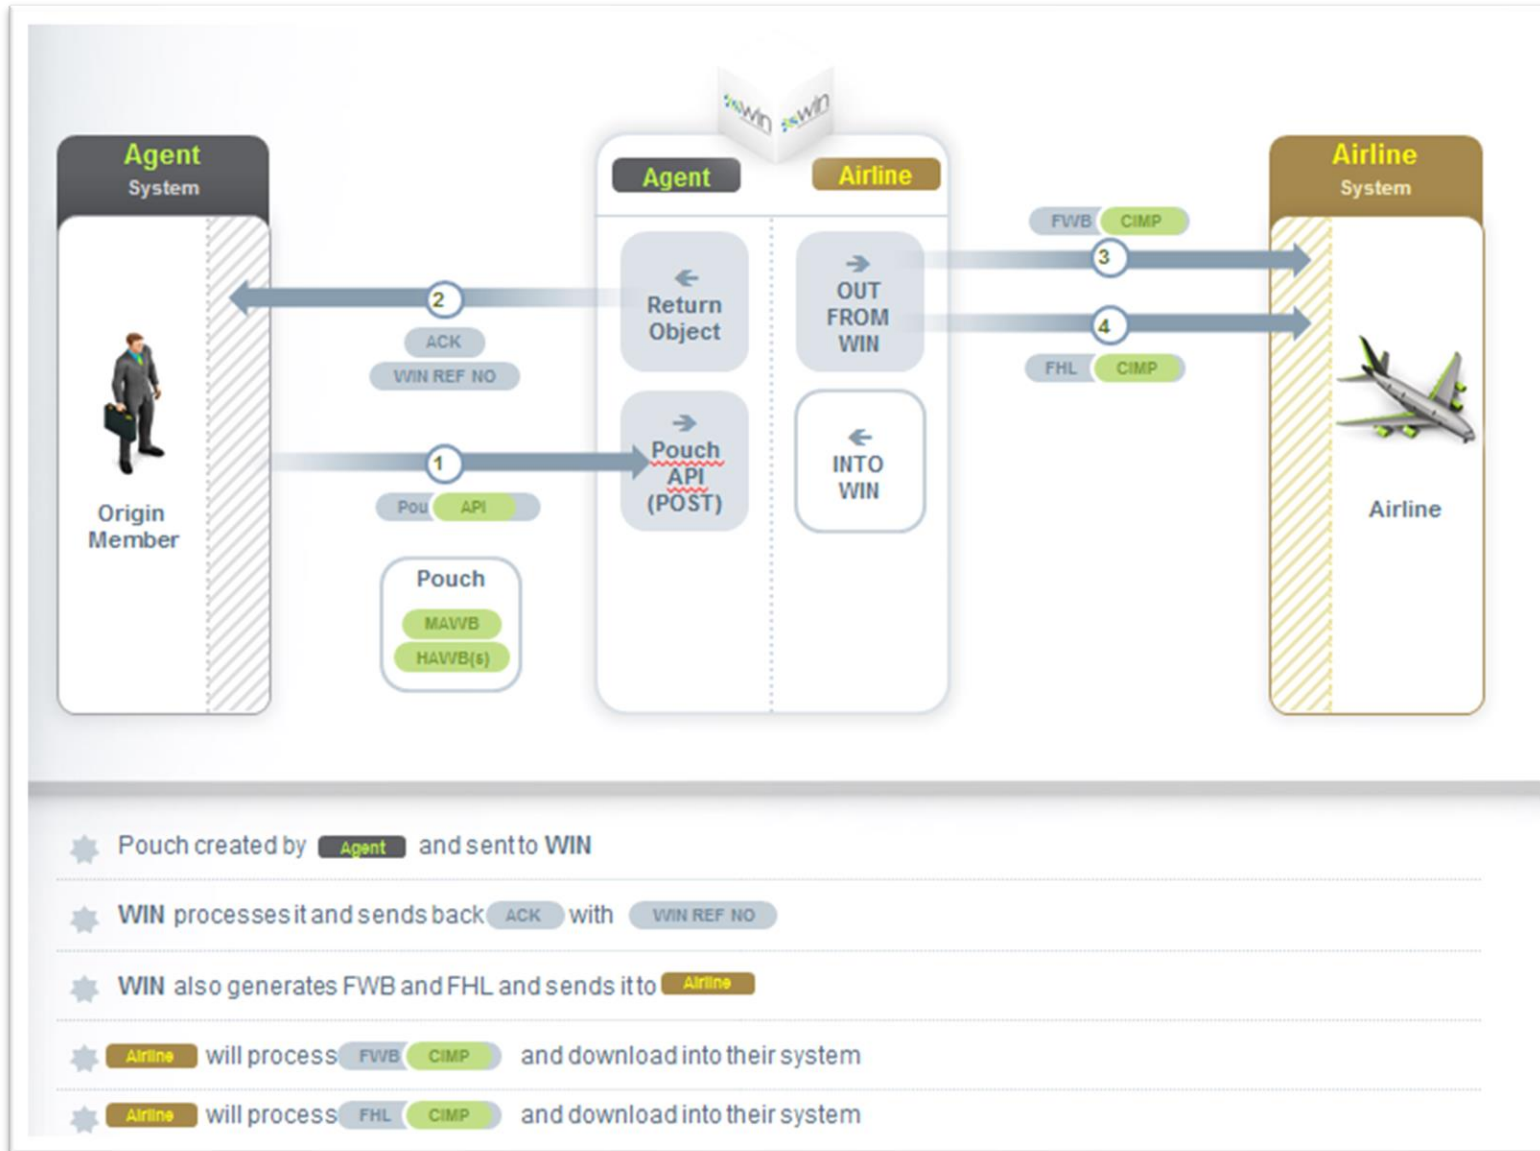 win
win
Agent
System
Agent
Airline
Airline
System
FWB CIMP
3
2
Return
Object
OUT
FROM
WIN
4
ACK
WIN REF NO
FHL CIMP
1
Pouch
API
(POST)
INTO
WIN
Pou API
Origin
Member
Airline
Pouch
MAWB
HAWB(s)
Pouch created by Agent and sent to WIN
WIN processes it and sends back ACK with WIN REF NO
WIN also generates FWB and FHL and sends it to Airline
Airline will process FWB CIMP and download into their system
Airline will process FHL CIMP and download into their system